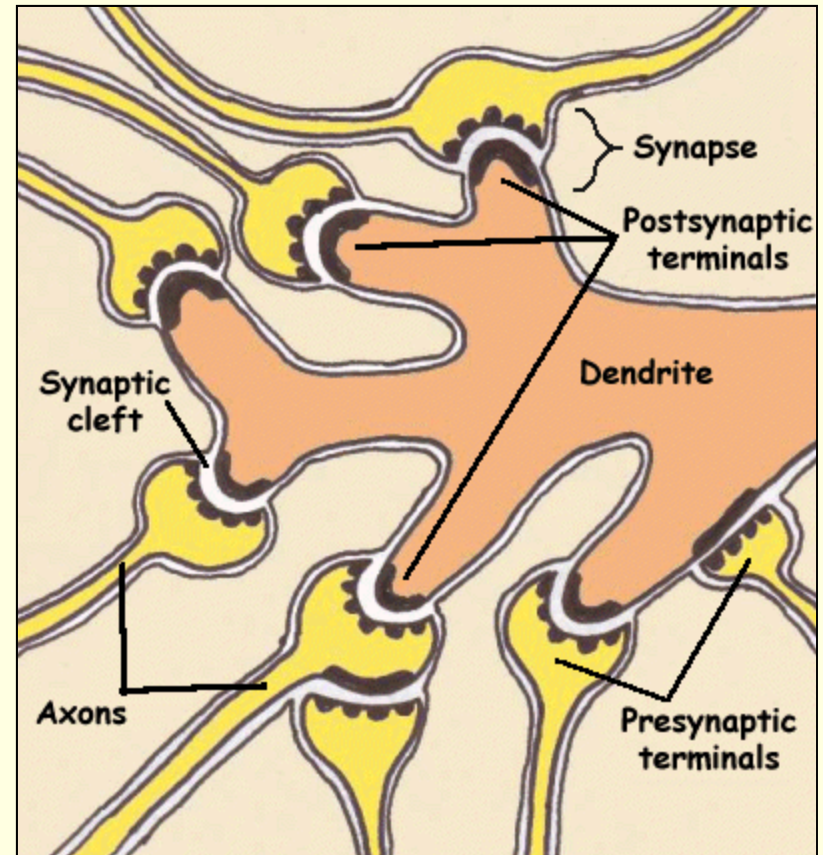 Synapse
Postsynaptic
terminals
Dendrite
Synaptic
cleft
Axons
Presynaptic
terminals